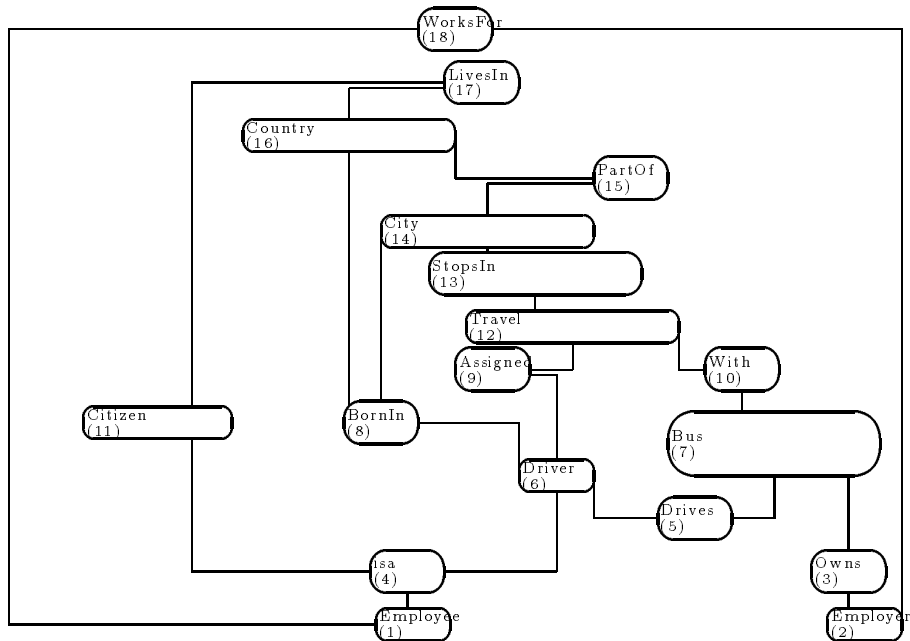 WorksFor
(18)
LivesIn
(17)
Country
(16)
PartOf
(15)
City
(14)
StopsIn
(13)
Travel
(12)
Assigned
(9)
With
(10)
Citizen
(11)
BornIn
(8)
Bus
(7)
Driver
(6)
Drives
(5)
isa
(4)
Owns
(3)
Employee
(1)
Employer
(2)